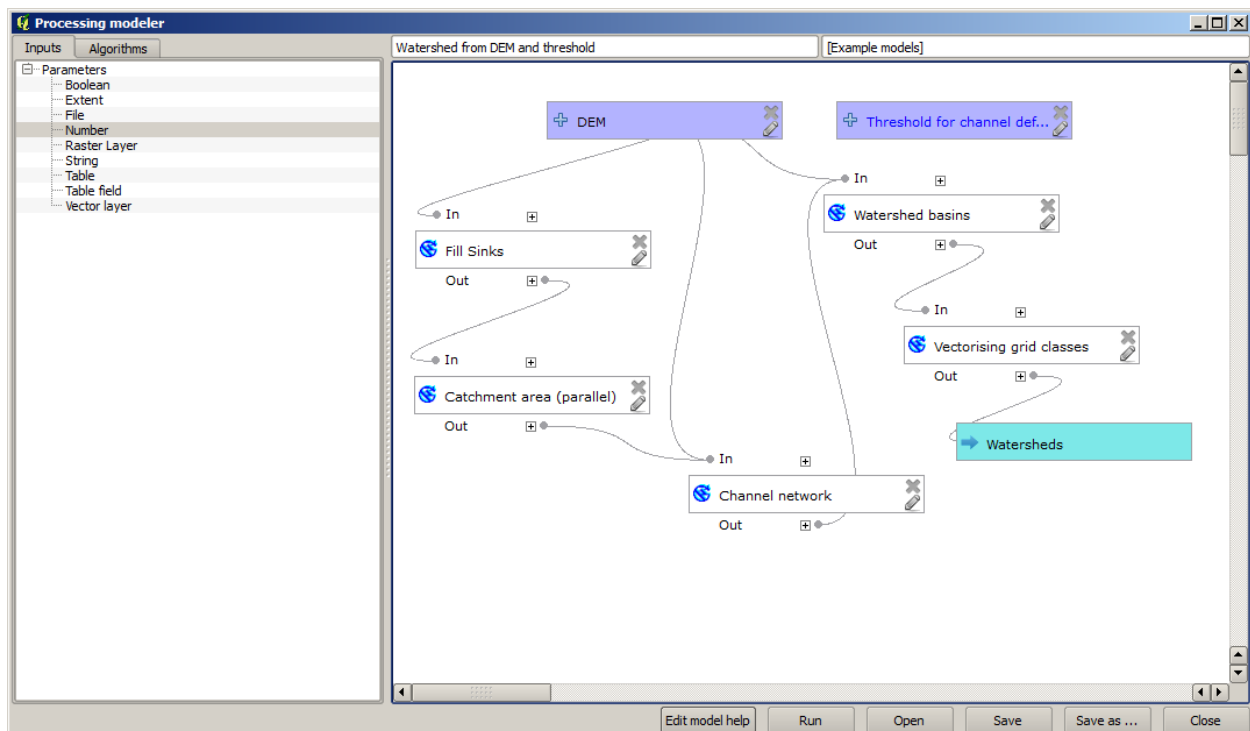 Processing modeler
Inputs
Algorithms
Parameters
Boolean
Extent
File
Number
Raster Layer
String
Table
Table field
Vector layer
Watershed from DEM and threshold
[Example models]
DEM
Threshold for channel def...
In
Watershed basins
Out
In
Fill Sinks
Out
In
Vectorising grid classes
Out
In
Catchment area (parallel)
Out
Watersheds
In
Channel network
Out
Edit model help
Run
Open
Save
Save as ...
Close